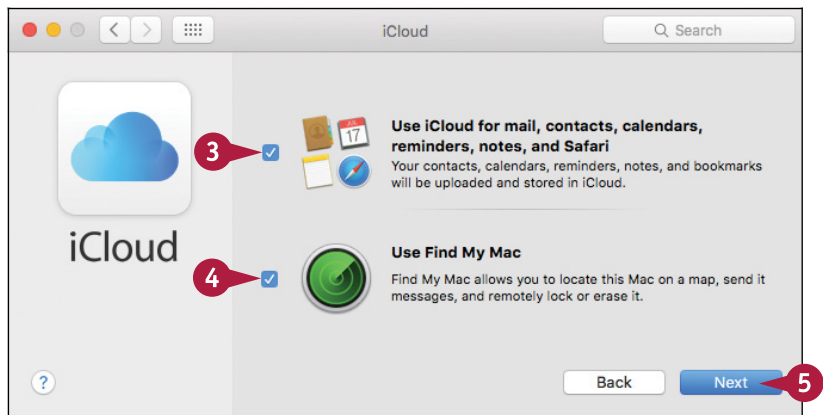 iCloud
Search
3
JUL
17
Use iCloud for mail, contacts, calendars,
reminders, notes, and Safari
Your contacts, calendars, reminders, notes, and bookmarks
will be uploaded and stored in iCloud.
iCloud
4
Use Find My Mac
Find My Mac allows you to locate this Mac on a map, send it
messages, and remotely lock or erase it.
?
Back
Next
5